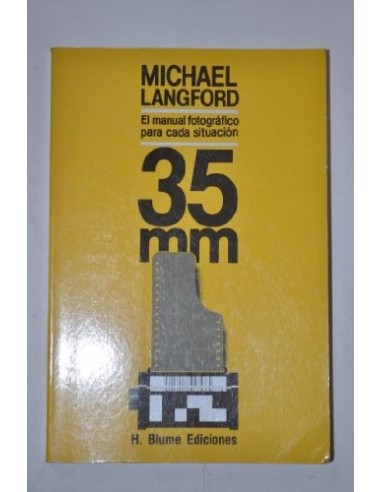 MICHAEL
LANGFORD
El manual fotográfico
para cada situación
35
mm
H. Blume Ediciones